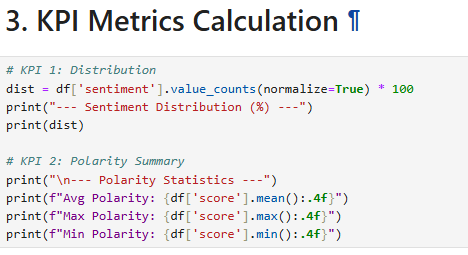 3. KPI Metrics Calculation ¶
# KPI 1: Distribution
dist = df['sentiment'].value_counts(normalize=True) * 100
print("--- Sentiment Distribution (%) ---")
print(dist)
# KPI 2: Polarity Summary
print("\n--- Polarity Statistics ---")
print(f"Avg Polarity: {df['score'].mean():.4f}")
print(f"Max Polarity: {df['score'].max():.4f}")
print(f"Min Polarity: {df['score'].min():.4f}")